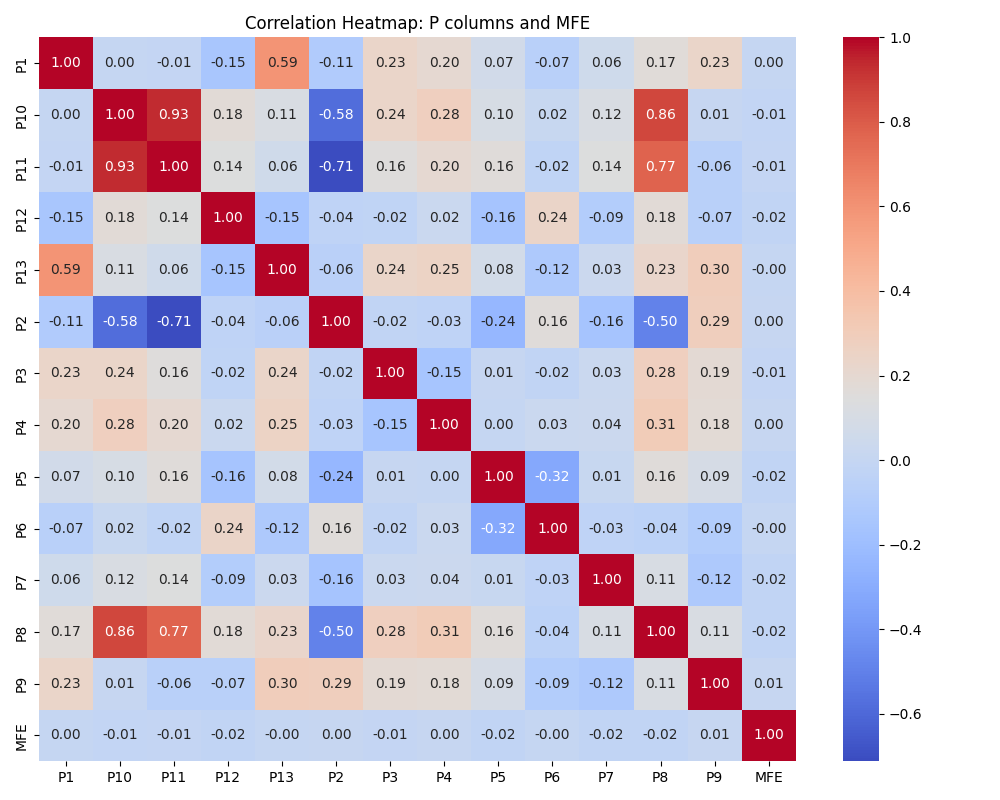 Correlation Heatmap: P columns and MFE
P1 1.00 0.00 -0.01 -0.15 0.59 -0.11 0.23 0.20 0.07 -0.07 0.06 0.17 0.23 0.00
P10 0.00 1.00 0.93 0.18 0.11 -0.58 0.24 0.28 0.10 0.02 0.12 0.86 0.01 -0.01
P11 -0.01 0.93 1.00 0.14 0.06 -0.71 0.16 0.20 0.16 -0.02 0.14 0.77 -0.06 -0.01
P12 -0.15 0.18 0.14 1.00 -0.15 -0.04 -0.02 0.02 -0.16 0.24 -0.09 0.18 -0.07 -0.02
P13 0.59 0.11 0.06 -0.15 1.00 -0.06 0.24 0.25 0.08 -0.12 0.03 0.23 0.30 -0.00
P2 -0.11 -0.58 -0.71 -0.04 -0.06 1.00 -0.02 -0.03 -0.24 0.16 -0.16 -0.50 0.29 0.00
P3 0.23 0.24 0.16 -0.02 0.24 -0.02 1.00 -0.15 0.01 -0.02 0.03 0.28 0.19 -0.01
P4 0.20 0.28 0.20 0.02 0.25 -0.03 -0.15 1.00 0.00 0.03 0.04 0.31 0.18 0.00
P5 0.07 0.10 0.16 -0.16 0.08 -0.24 0.01 0.00 1.00 -0.32 0.01 0.16 0.09 -0.02
P6 -0.07 0.02 -0.02 0.24 -0.12 0.16 -0.02 0.03 -0.32 1.00 -0.03 -0.04 -0.09 -0.00
P7 0.06 0.12 0.14 -0.09 0.03 -0.16 0.03 0.04 0.01 -0.03 1.00 0.11 -0.12 -0.02
P8 0.17 0.86 0.77 0.18 0.23 -0.50 0.28 0.31 0.16 -0.04 0.11 1.00 0.11 -0.02
P9 0.23 0.01 -0.06 -0.07 0.30 0.29 0.19 0.18 0.09 -0.09 -0.12 0.11 1.00 0.01
MFE 0.00 -0.01 -0.01 -0.02 -0.00 0.00 -0.01 0.00 -0.02 -0.00 -0.02 -0.02 0.01 1.00
P1 P10 P11 P12 P13 P2 P3 P4 P5 P6 P7 P8 P9 MFE
1.0
0.8
0.6
0.4
0.2
0.0
−0.2
−0.4
−0.6